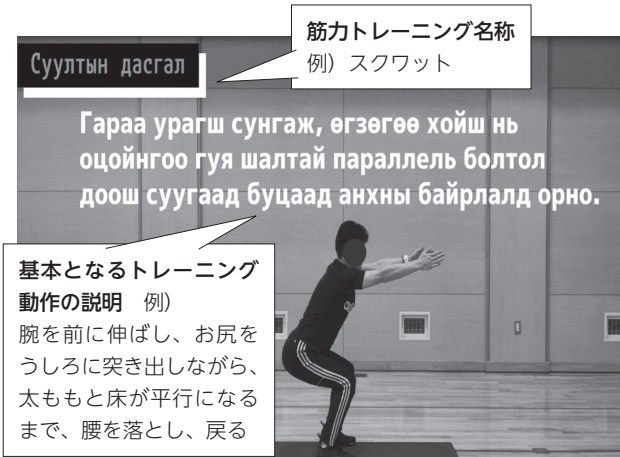 筋力トレーニング名称
例）スクワット
Суултын дасгал
Гараа урагш сунгаж, өгзөгөө хойш нь
оцойнгоо гуя шалтай параллель болтол
доош суугаад буцаад анхны байрлалд орно.
基本となるトレーニング
動作の説明　例）
腕を前に伸ばし、お尻を
うしろに突き出しながら、
太ももと床が平行になる
まで、腰を落とし、戻る